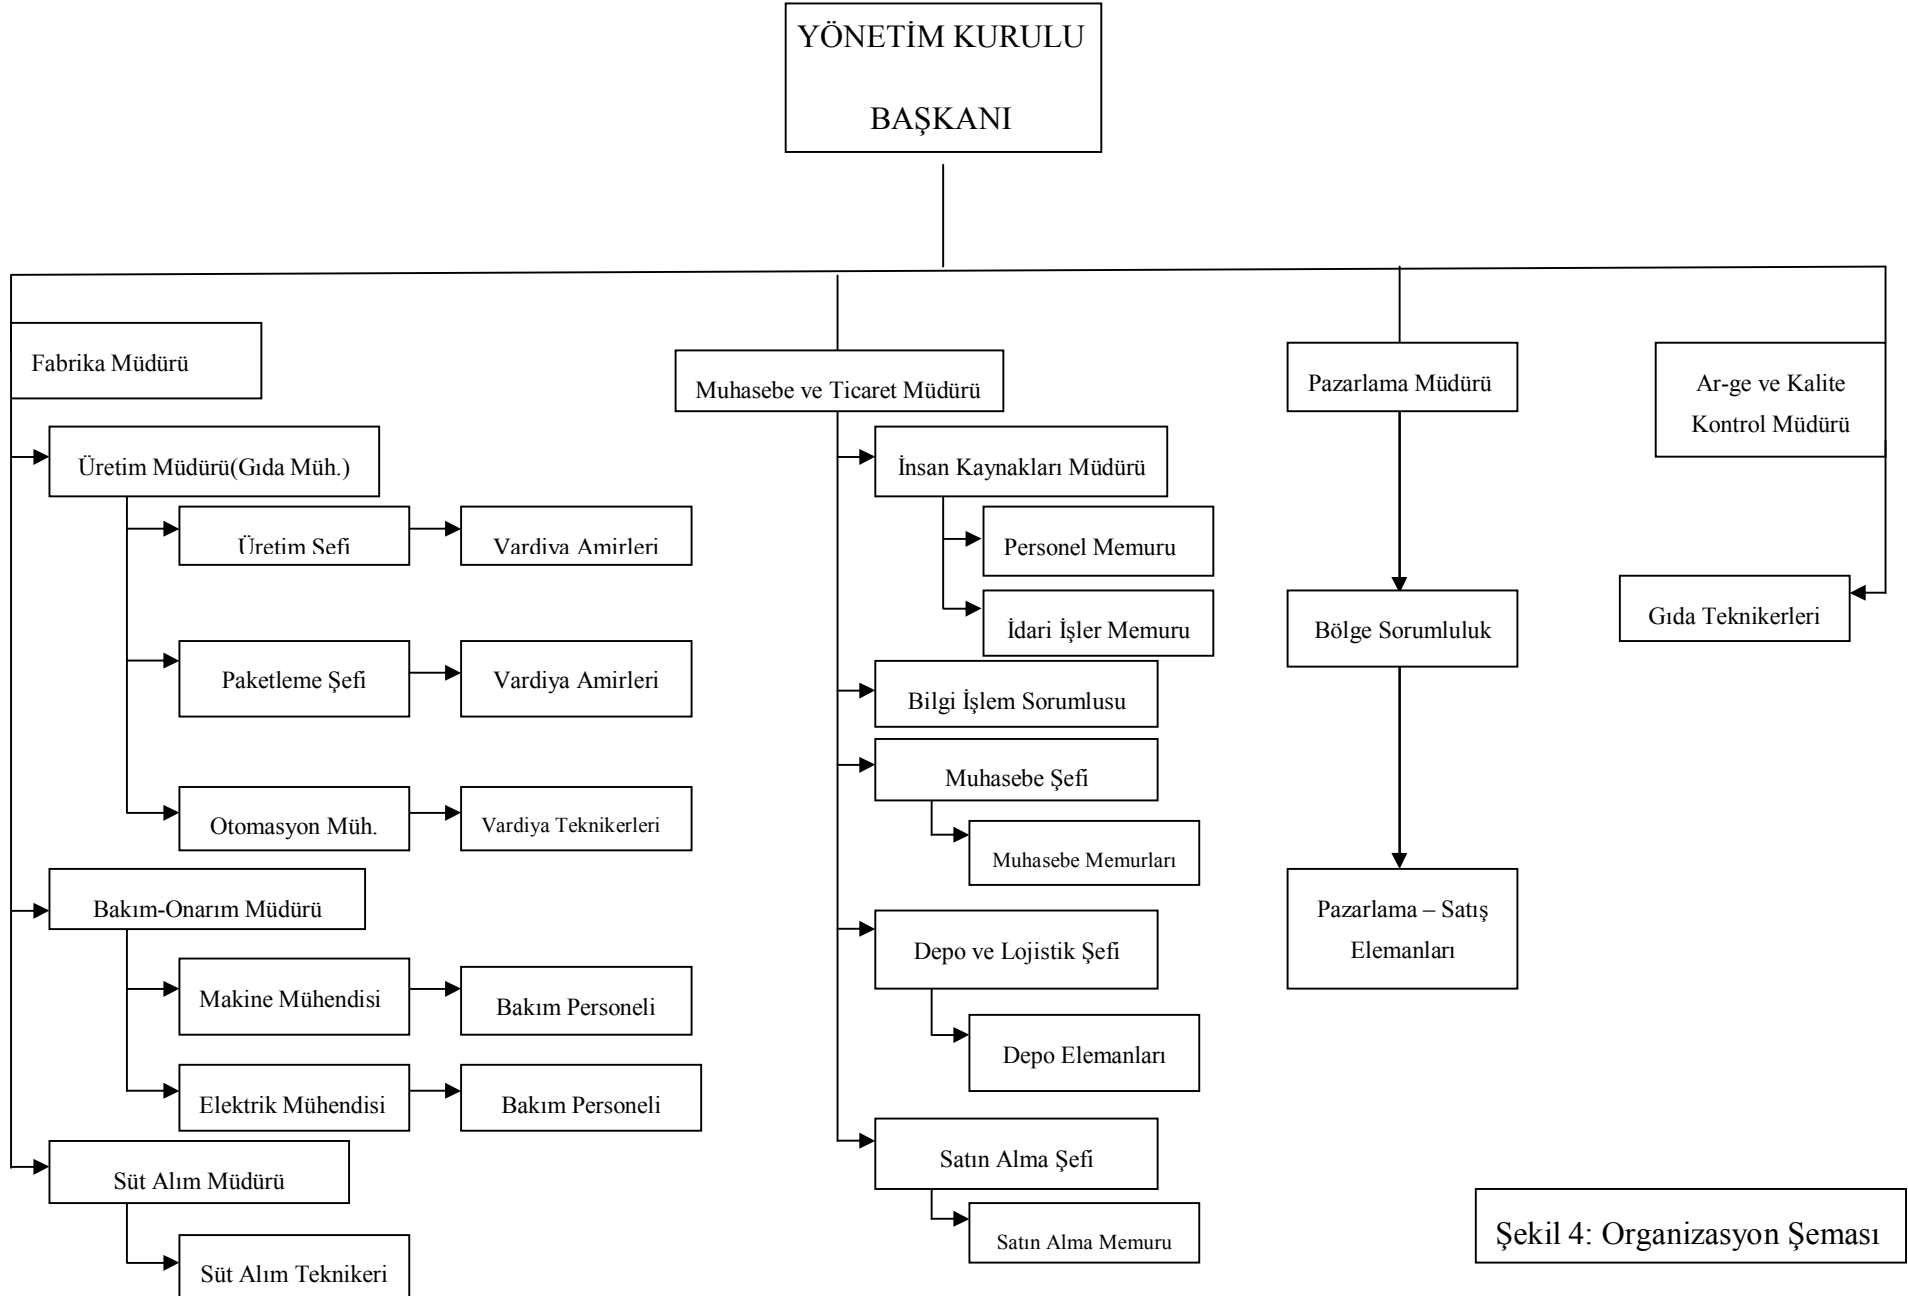 YÖNETİM KURULU
BAŞKANI
Fabrika Müdürü
Üretim Müdürü(Gıda Müh.)
Üretim Şefi
Vardiya Amirleri
Paketleme Şefi
Vardiya Amirleri
Otomasyon Müh.
Vardiya Teknikerleri
Bakım-Onarım Müdürü
Makine Mühendisi
Bakım Personeli
Elektrik Mühendisi
Bakım Personeli
Süt Alım Müdürü
Süt Alım Teknikeri
Muhasebe ve Ticaret Müdürü
İnsan Kaynakları Müdürü
Personel Memuru
İdari İşler Memuru
Bilgi İşlem Sorumlusu
Muhasebe Şefi
Muhasebe Memurları
Depo ve Lojistik Şefi
Depo Elemanları
Satın Alma Şefi
Satın Alma Memuru
Pazarlama Müdürü
Bölge Sorumluluk
Pazarlama – Satış
Elemanları
Ar-ge ve Kalite
Kontrol Müdürü
Gıda Teknikerleri
Şekil 4: Organizasyon Şeması